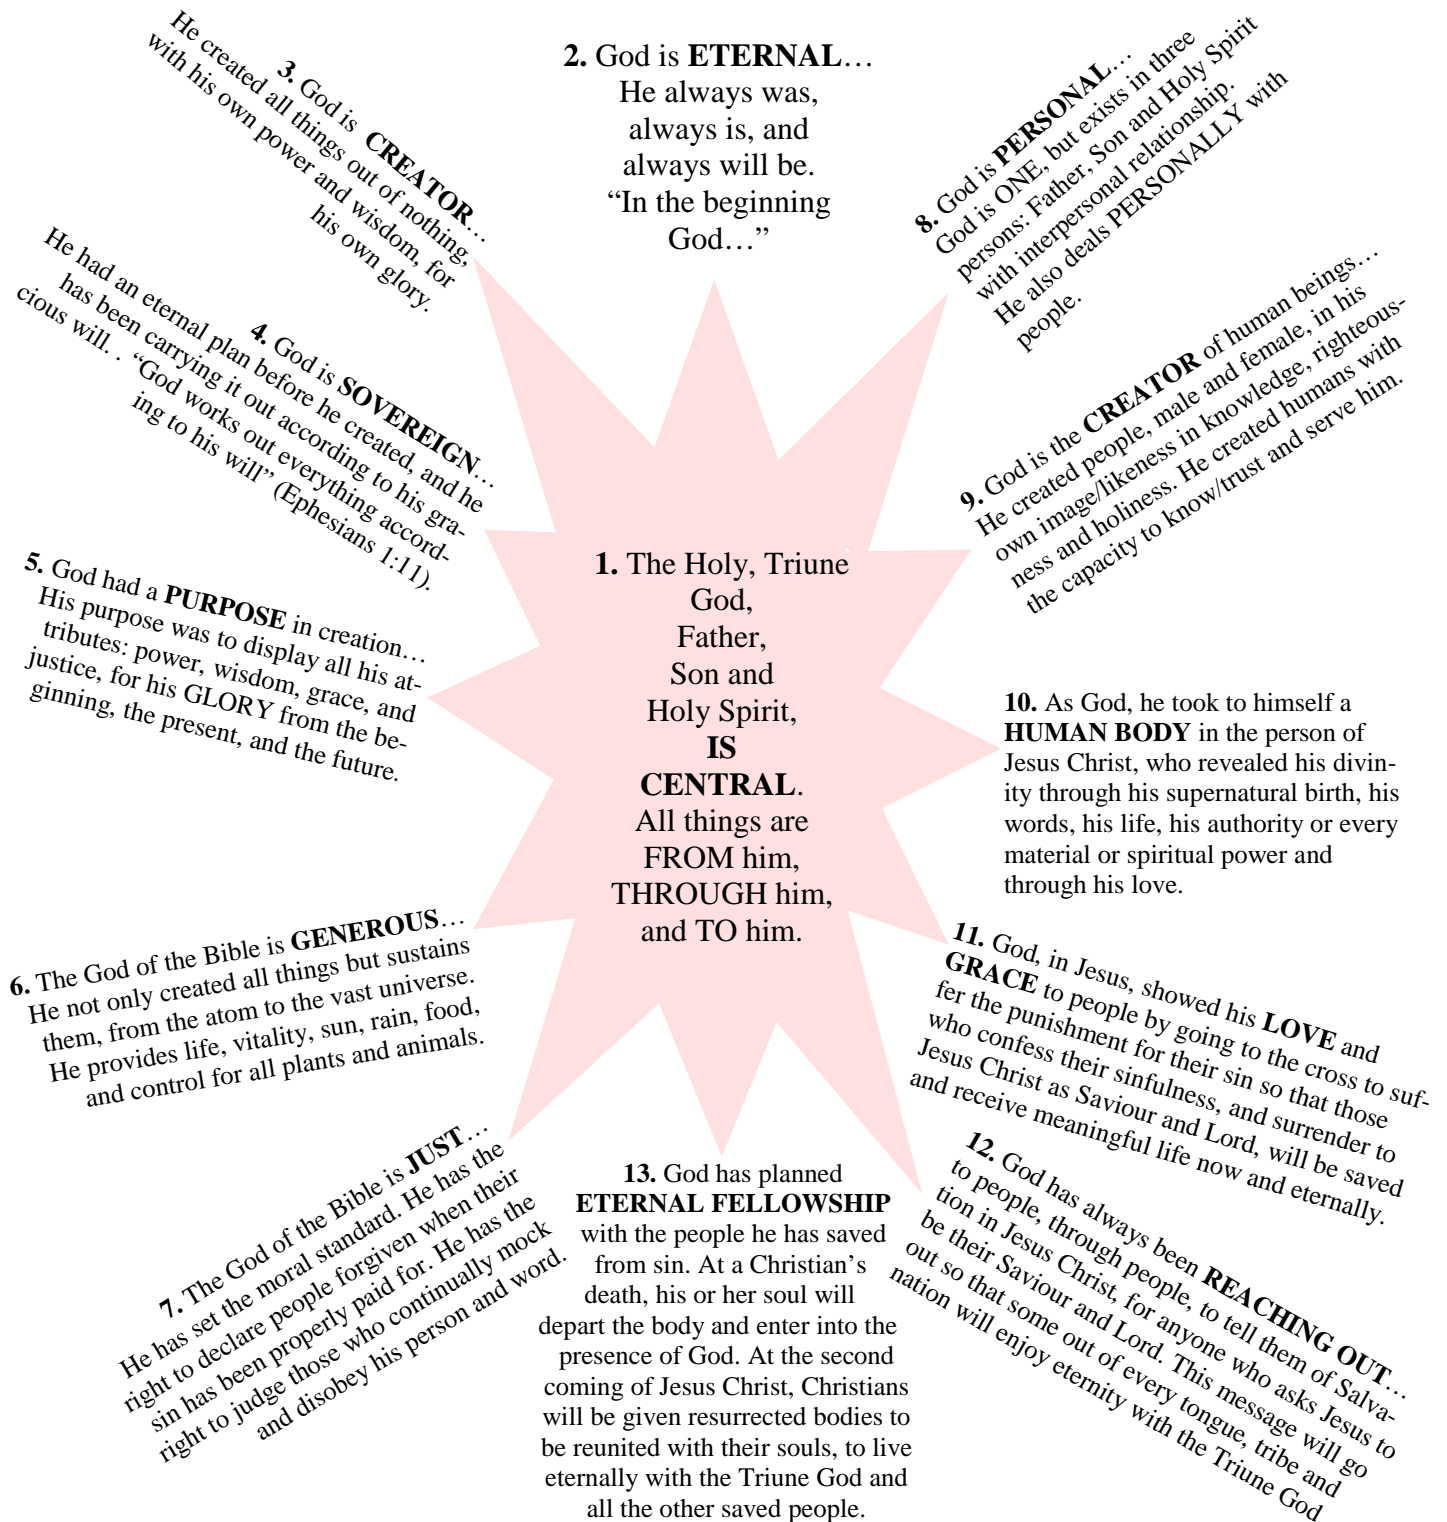 1. The Holy, Triune
God,
Father,
Son and
Holy Spirit,
IS
CENTRAL.
All things are
FROM him,
THROUGH him,
and TO him.
2. God is ETERNAL…
He always was,
always is, and
always will be.
“In the beginning
God…”
3. God is CREATOR…
He created all things out of nothing,
with his own power and wisdom, for
his own glory.
4. God is SOVEREIGN…
He had an eternal plan before he created, and he
has been carrying it out according to his gra-
cious will. . “God works out everything accord-
ing to his will” (Ephesians 1:11).
5. God had a PURPOSE in creation…
His purpose was to display all his at-
tributes: power, wisdom, grace, and
justice, for his GLORY from the be-
ginning, the present, and the future.
6. The God of the Bible is GENEROUS…
He not only created all things but sustains
them, from the atom to the vast universe.
He provides life, vitality, sun, rain, food,
and control for all plants and animals.
7. The God of the Bible is JUST…
He has set the moral standard. He has the
right to declare people forgiven when their
sin has been properly paid for. He has the
right to judge those who continually mock
and disobey his person and word.
8. God is PERSONAL…
God is ONE, but exists in three
persons: Father, Son and Holy Spirit
with interpersonal relationship.
He also deals PERSONALLY with
people.
9. God is the CREATOR of human beings…
He created people, male and female, in his
own image/likeness in knowledge, righteous-
ness and holiness. He created humans with
the capacity to know/trust and serve him.
10. As God, he took to himself a
HUMAN BODY in the person of
Jesus Christ, who revealed his divin-
ity through his supernatural birth, his
words, his life, his authority or every
material or spiritual power and
through his love.
11. God, in Jesus, showed his LOVE and
GRACE to people by going to the cross to suf-
fer the punishment for their sin so that those
who confess their sinfulness, and surrender to
Jesus Christ as Saviour and Lord, will be saved
and receive meaningful life now and eternally.
12. God has always been REACHING OUT…
to people, through people, to tell them of Salva-
tion in Jesus Christ, for anyone who asks Jesus to
be their Saviour and Lord. This message will go
out so that some out of every tongue, tribe and
nation will enjoy eternity with the Triune God
13. God has planned
ETERNAL FELLOWSHIP
with the people he has saved
from sin. At a Christian’s
death, his or her soul will
depart the body and enter into the
presence of God. At the second
coming of Jesus Christ, Christians
will be given resurrected bodies to
be reunited with their souls, to live
eternally with the Triune God and
all the other saved people.